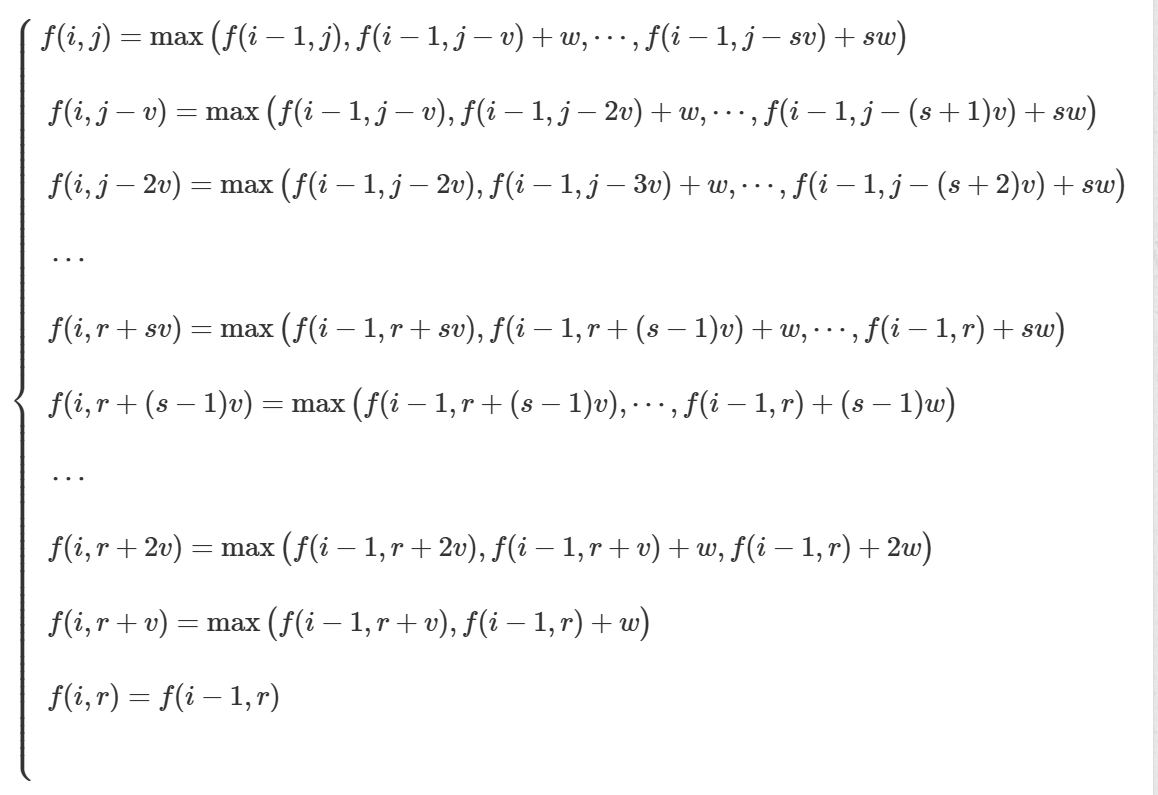 f(i, j) = max (f(i − 1, j), f(i − 1, j − v) + w, ⋯ , f(i − 1, j − sv) + sw)
f(i, j − v) = max (f(i − 1, j − v), f(i − 1, j − 2v) + w, ⋯ , f(i − 1, j − (s + 1)v) + sw)
f(i, j − 2v) = max (f(i − 1, j − 2v), f(i − 1, j − 3v) + w, ⋯ , f(i − 1, j − (s + 2)v) + sw)
⋯
f(i, r + sv) = max (f(i − 1, r + sv), f(i − 1, r + (s − 1)v) + w, ⋯ , f(i − 1, r) + sw)
f(i, r + (s − 1)v) = max (f(i − 1, r + (s − 1)v), ⋯ , f(i − 1, r) + (s − 1)w)
⋯
f(i, r + 2v) = max (f(i − 1, r + 2v), f(i − 1, r + v) + w, f(i − 1, r) + 2w)
f(i, r + v) = max (f(i − 1, r + v), f(i − 1, r) + w)
f(i, r) = f(i − 1, r)